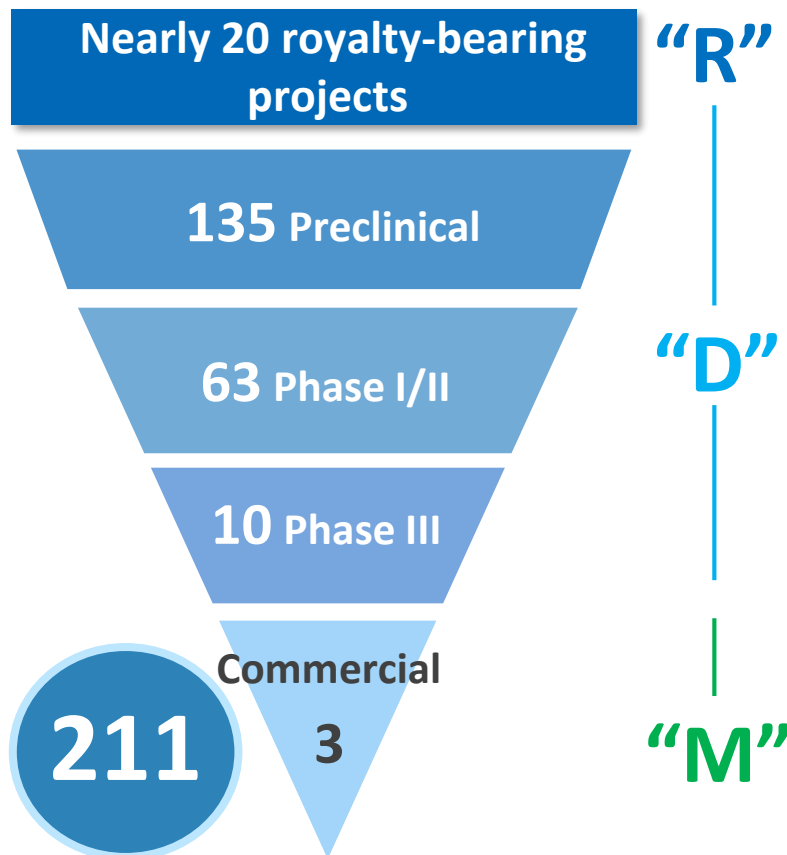 Nearly 20 royalty-bearing
projects
“R”
135 Preclinical
63 Phase I/II
“D”
10 Phase III
Commercial
3
211
“M”